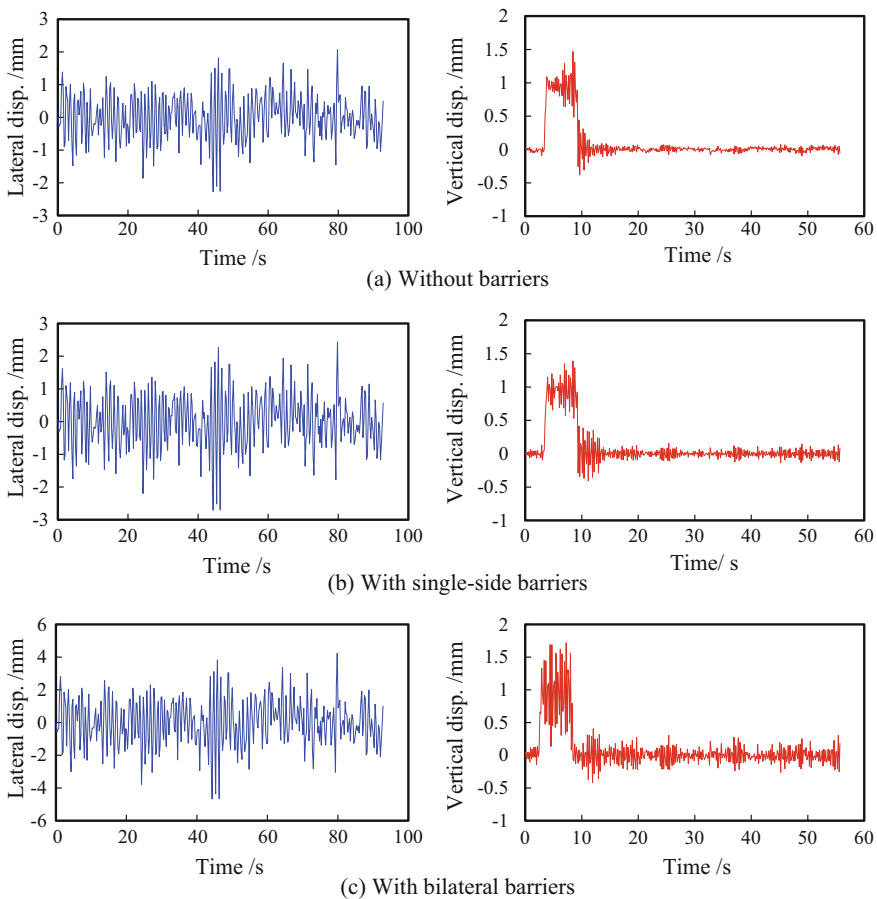 Lateral disp. /mm
3
2
1
0
-1
-2
-3
0 20 40 60 80 100
Time /s
Vertical disp. /mm
2
1.5
1
0.5
0
-0.5
-1
0 10 20 30 40 50 60
Time /s
(a) Without barriers
Lateral disp. /mm
3
2
1
0
-1
-2
-3
0 20 40 60 80 100
Time /s
Vertical disp. /mm
2
1.5
1
0.5
0
-0.5
-1
0 10 20 30 40 50 60
Time/ s
(b) With single-side barriers
Lateral disp. /mm
6
4
2
0
-2
-4
-6
0 20 40 60 80 100
Time /s
Vertical disp. /mm
2
1.5
1
0.5
0
-0.5
-1
0 10 20 30 40 50 60
Time /s
(c) With bilateral barriers